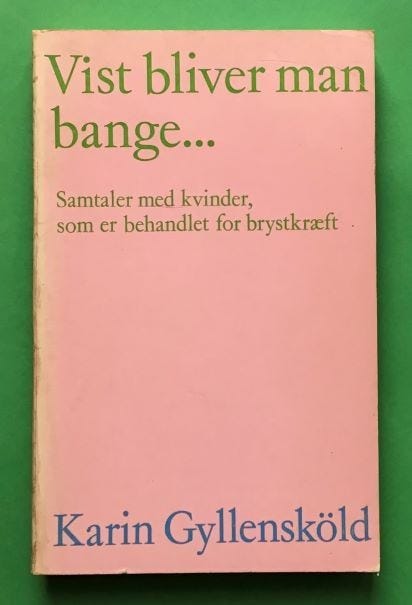 Vist bliver man
bange...
Samtaler med kvinder,
som er behandlet for brystkræft
Karin Gyllensköld